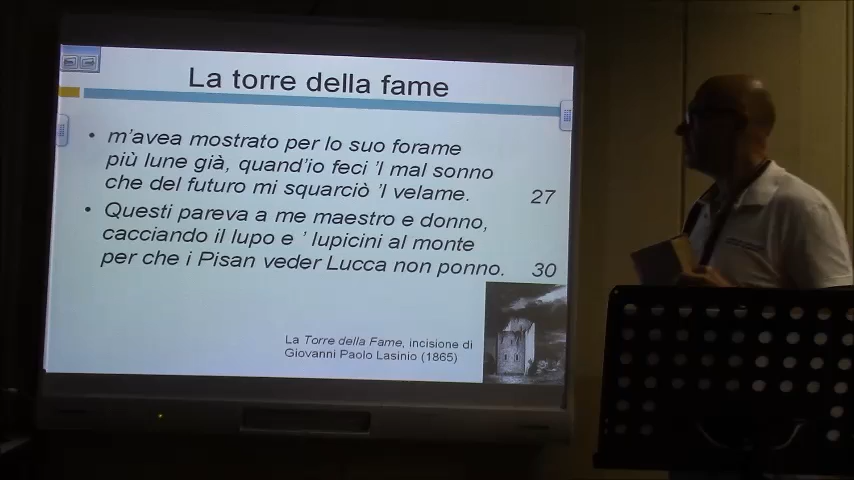 La torre della fame
• m'avea mostrato per lo suo forame
più lune già, quand'io feci 'l mal sonno
che del futuro mi squarciò 'l velame. 27
• Questi pareva a me maestro e donno,
cacciando il lupo e ' lupicini al monte
per che i Pisan veder Lucca non ponno. 30
La Torre della Fame, incisione di
Giovanni Paolo Lasinio (1865)